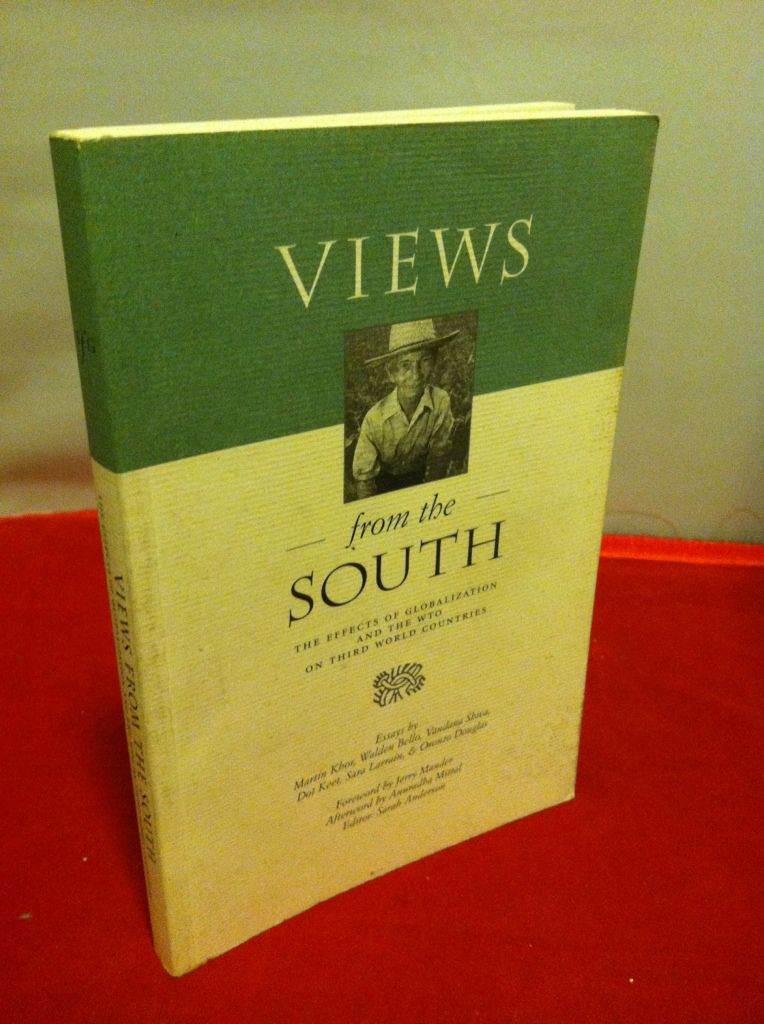 VIEWS
from the
SOUTH
THE EFFECTS OF GLOBALIZATION
AND THE WTO
ON THIRD WORLD COUNTRIES
Essays by
Martin Khor, Walden Bello, Vandana Shiva,
Dot Keet, Sara Larrain, & Oronto Douglas
Foreword by Jerry Mander
Afterword by Anuradha Mittal
Editor: Sarah Anderson
VIEWS FROM THE SOUTH